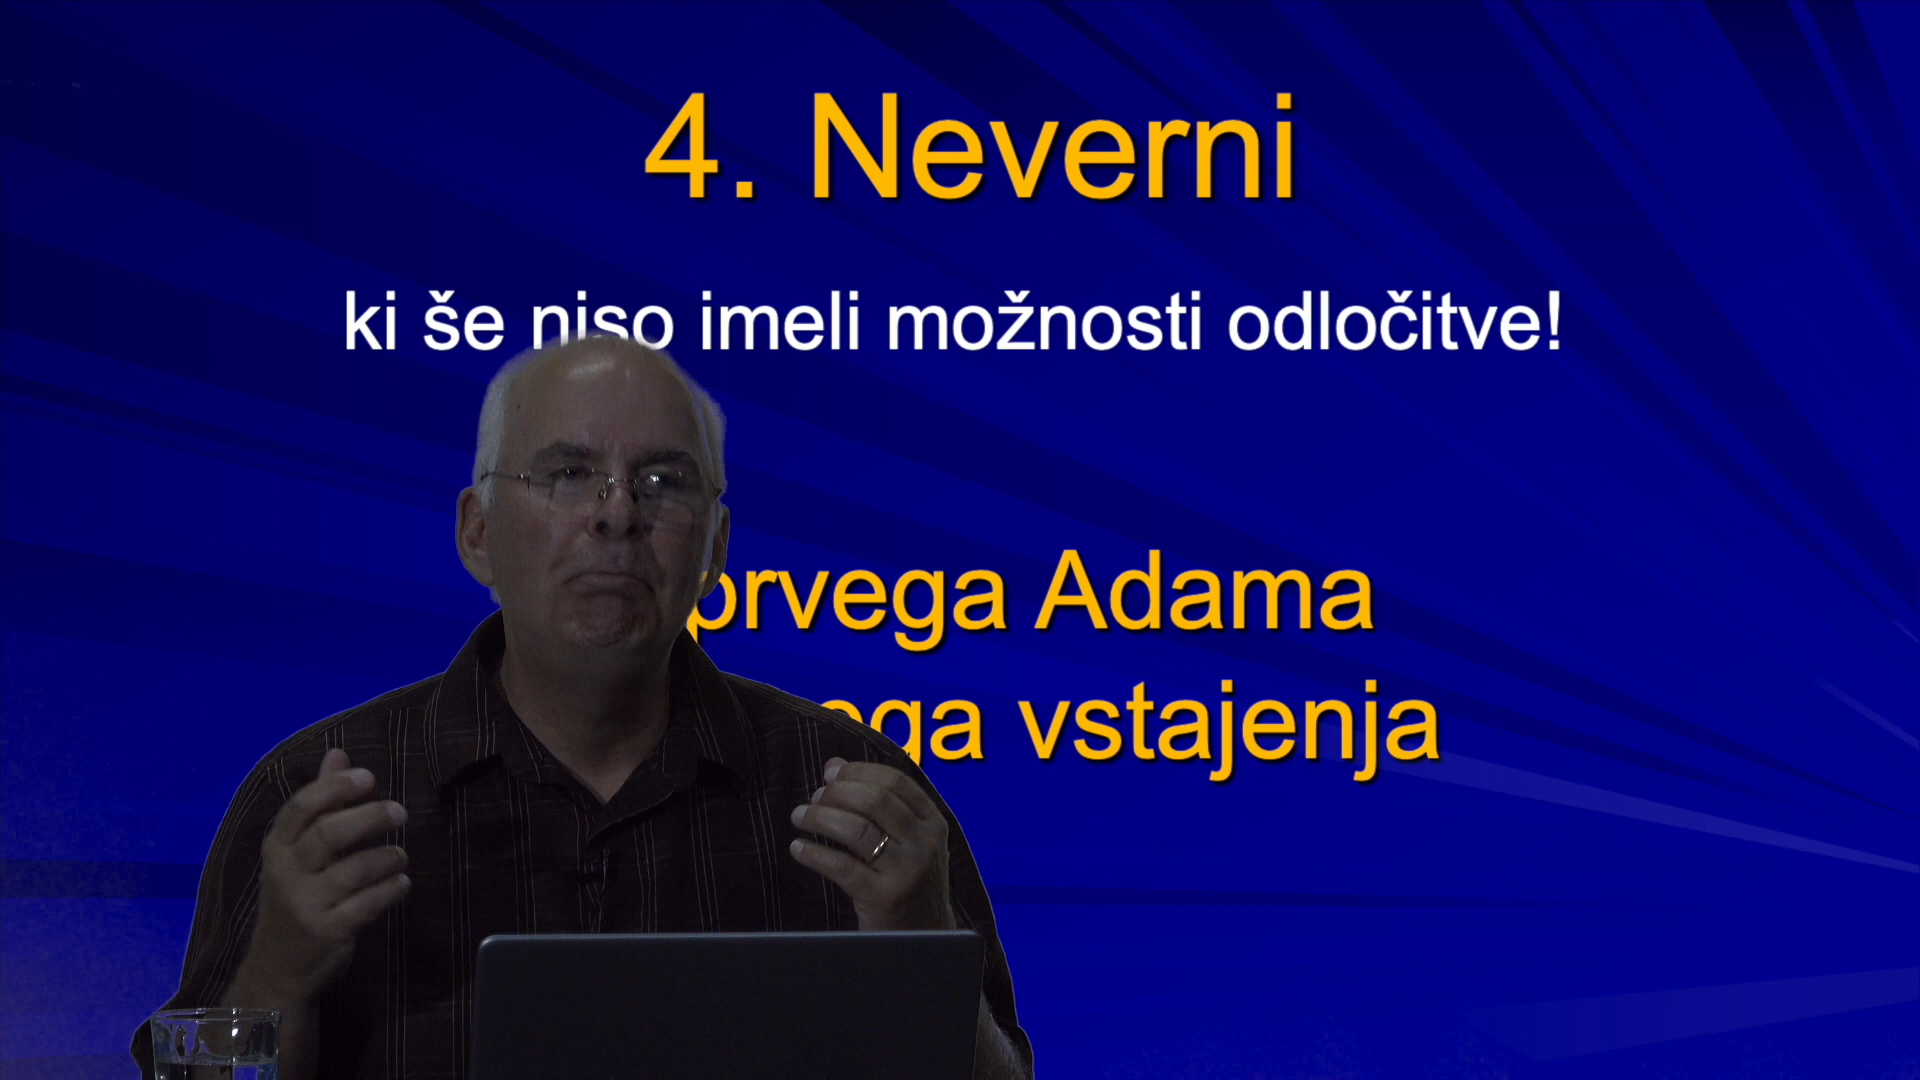 4. Neverni
ki še niso imeli možnosti odločitve!
prvega Adama
vstajenja